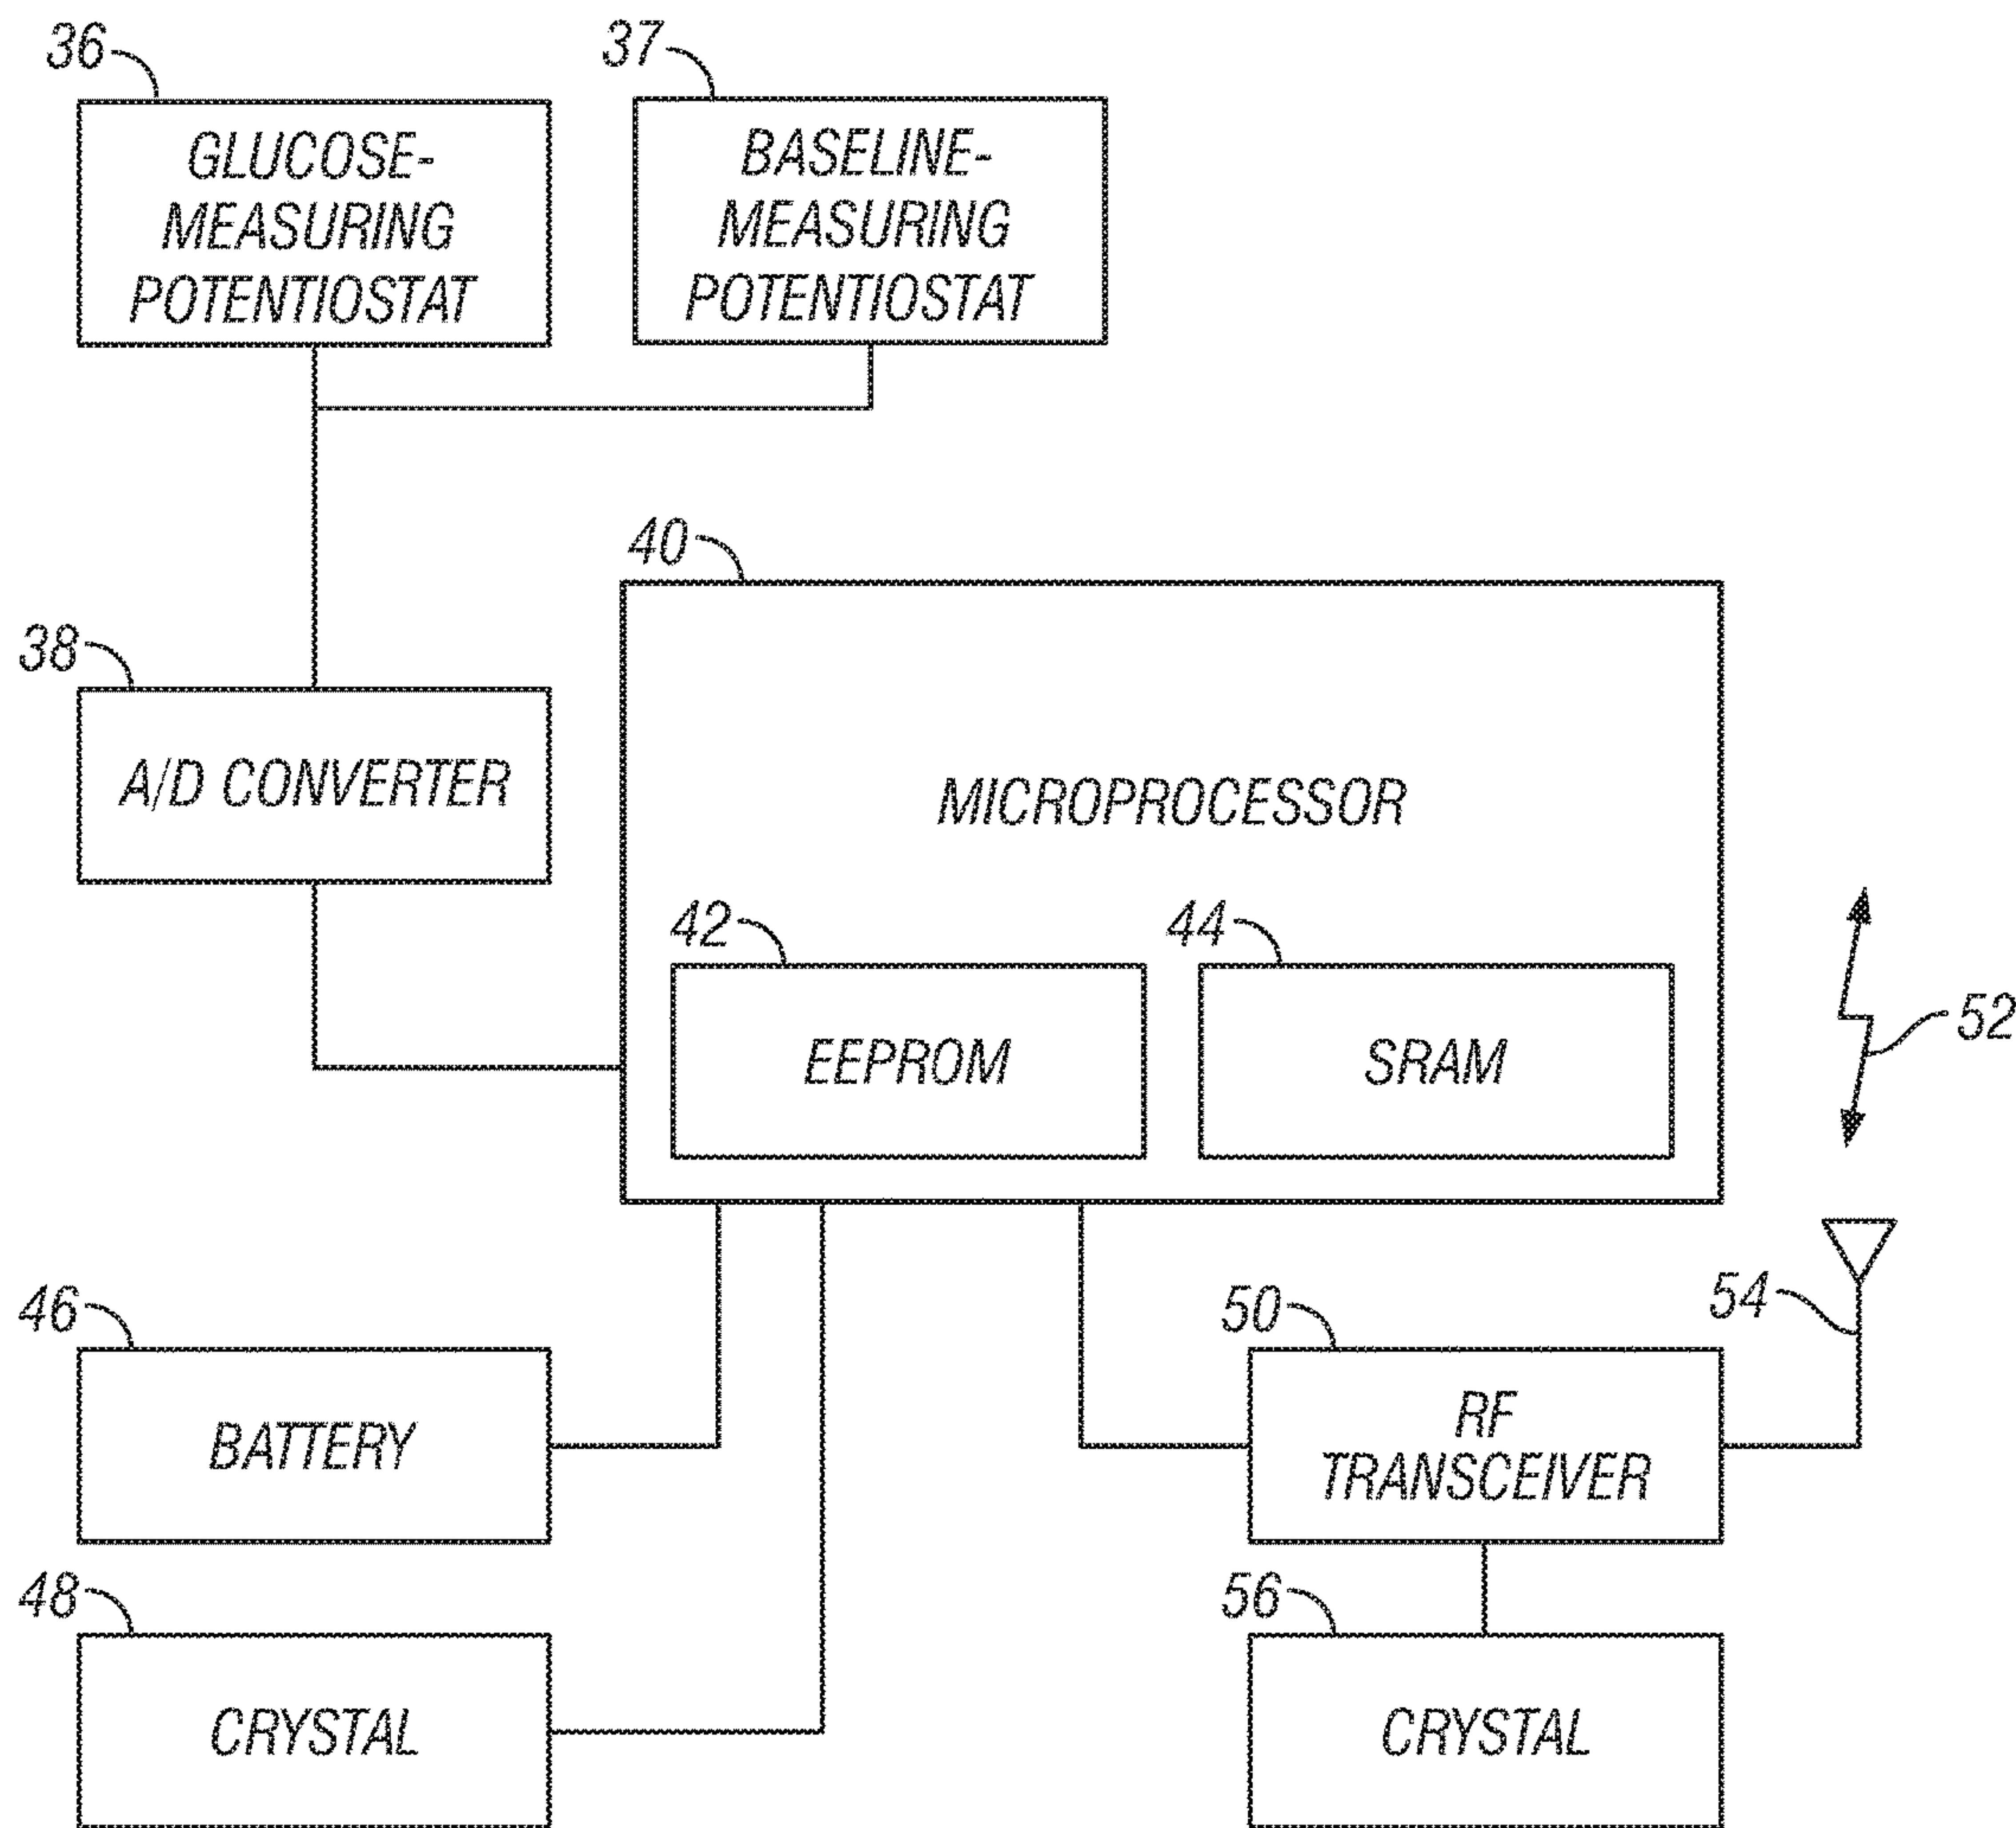 36
37
GLUCOSE-
MEASURING
POTENTIOSTAT
BASELINE-
MEASURING
POTENTIOSTAT
40
38
A/D CONVERTER
MICROPROCESSOR
42
44
EEPROM
SRAM
52
46
50
54
BATTERY
RF
TRANSCEIVER
48
56
CRYSTAL
CRYSTAL